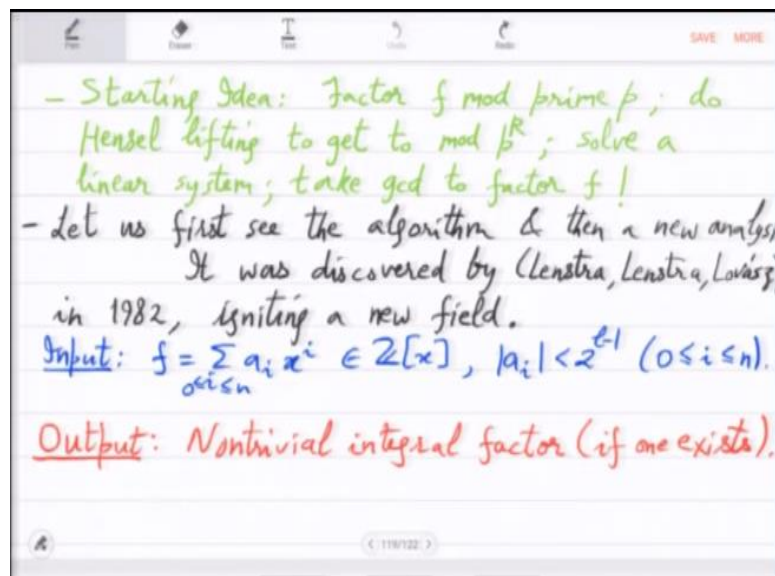 Pen Eraser Text Undo Redo SAVE MORE
- Starting Idea: Factor f mod prime p; do
Hensel lifting to get to mod p^k; solve a
linear system; take gcd to factor f!
- Let us first see the algorithm & then a new analys
It was discovered by (Lenstra, Lenstra, Lovász)
in 1982, igniting a new field.
Input: f = ∑_{0≤i≤n} a_i x^i ∈ ℤ[x], |a_i| < 2^{l-1} (0≤i≤n).
Output: Nontrivial integral factor (if one exists).
< 119/122 >